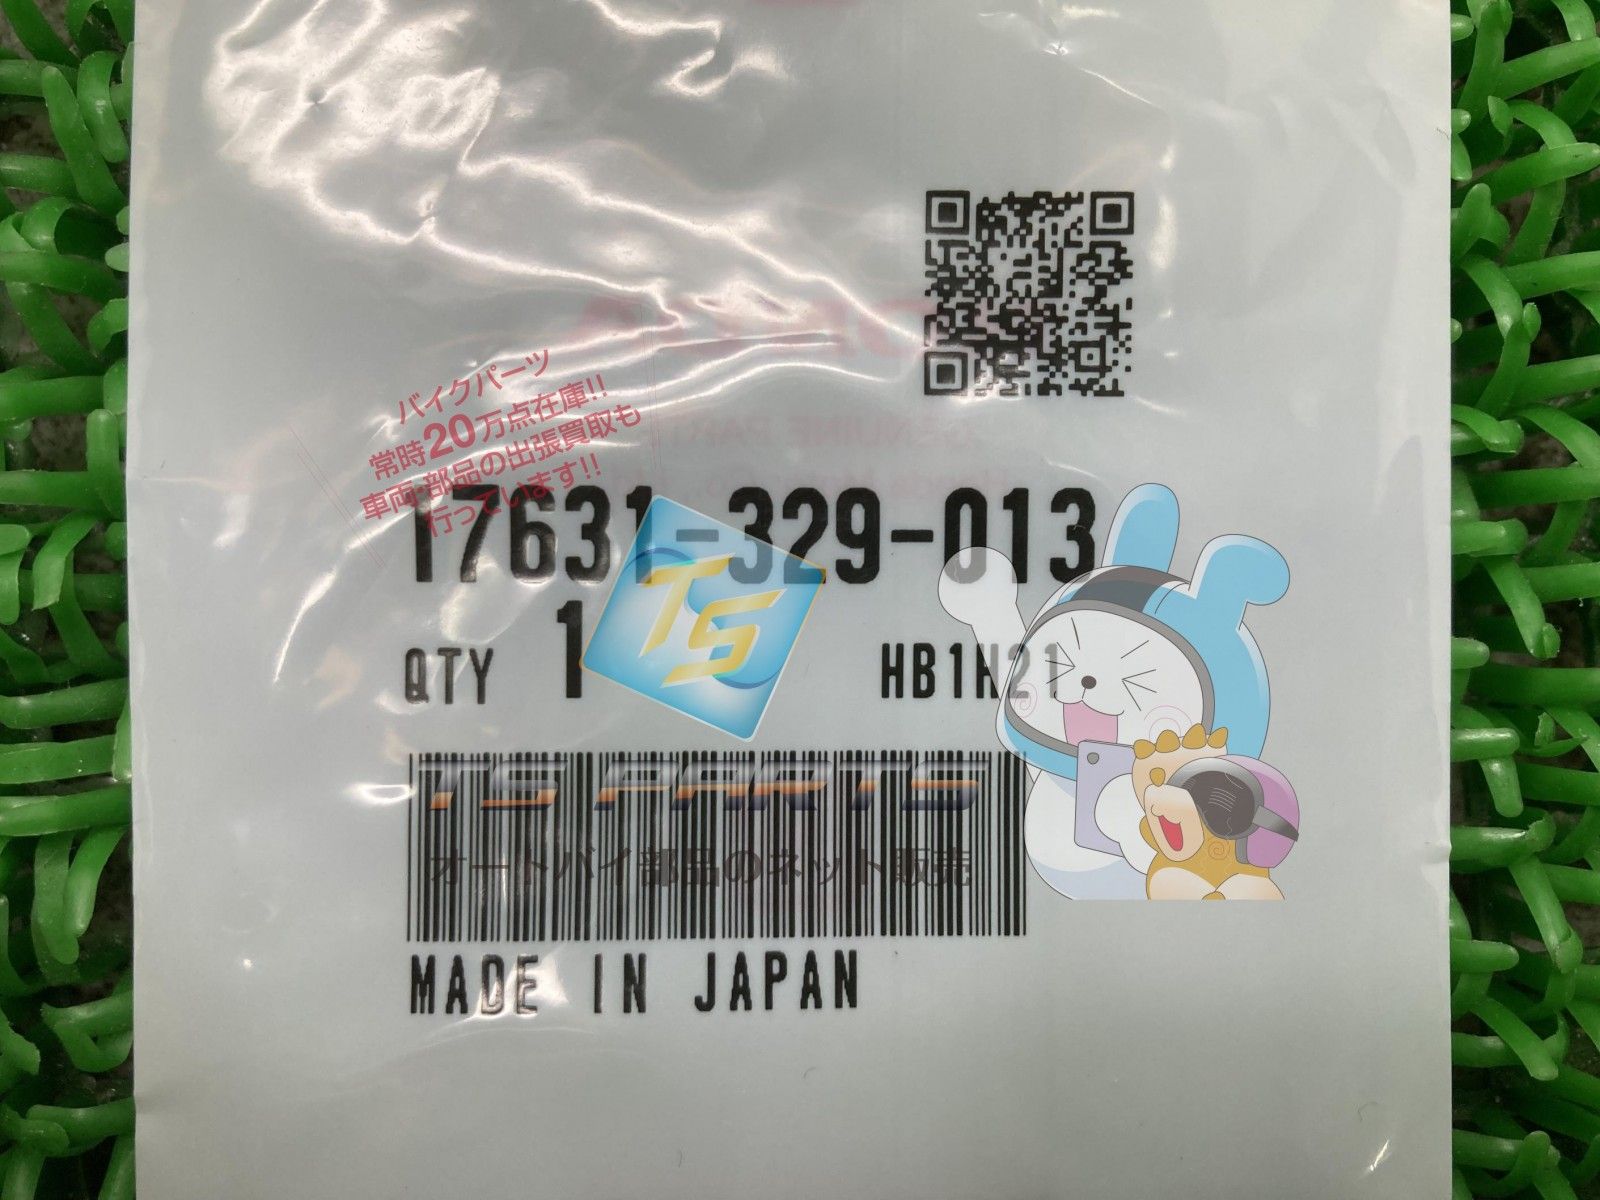 バイクパーツ
常時20万点在庫!!
車両・部品の出張買取も
行っています!!
17631-329-013
TS
QTY 1 HB1N21
TS PARTS
オートバイ部品のネット販売
MADE IN JAPAN